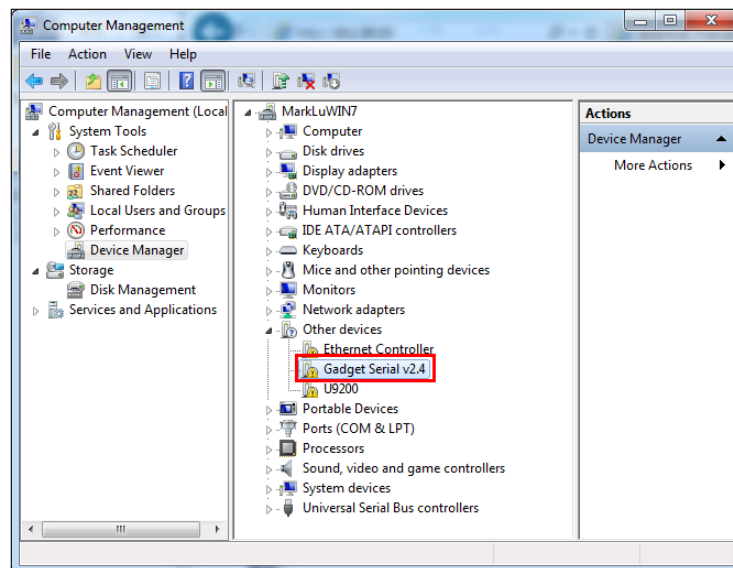 Computer Management
File Action View Help
Computer Management (Local
System Tools
Task Scheduler
Event Viewer
Shared Folders
Local Users and Groups
Performance
Device Manager
Storage
Disk Management
Services and Applications
MarkLuWIN7
Computer
Disk drives
Display adapters
DVD/CD-ROM drives
Human Interface Devices
IDE ATA/ATAPI controllers
Keyboards
Mice and other pointing devices
Monitors
Network adapters
Other devices
Ethernet Controller
Gadget Serial v2.4
U9200
Portable Devices
Ports (COM & LPT)
Processors
Sound, video and game controllers
System devices
Universal Serial Bus controllers
Actions
Device Manager
More Actions